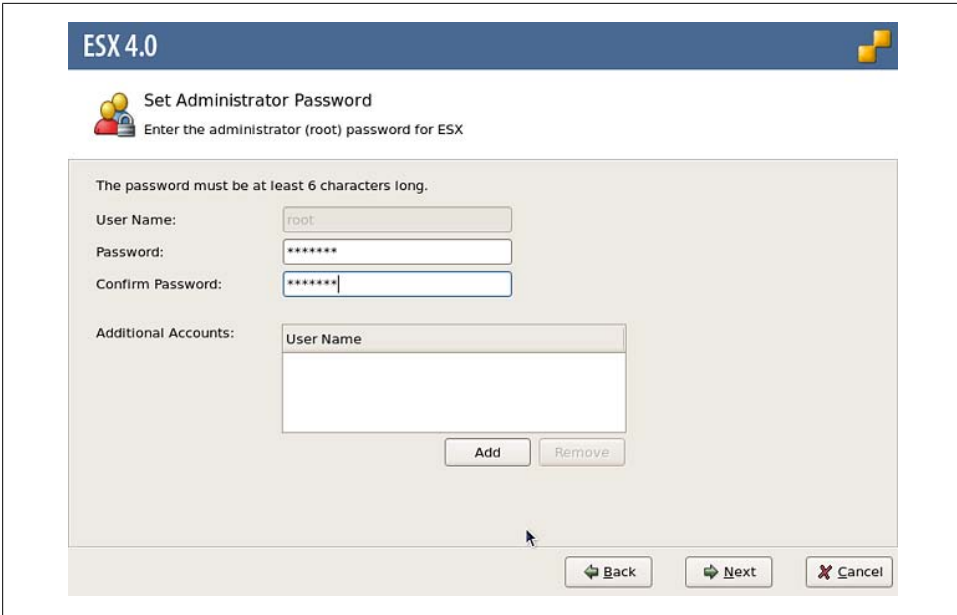 ESX 4.0
Set Administrator Password
Enter the administrator (root) password for ESX
The password must be at least 6 characters long.
User Name: root
Password: *******
Confirm Password: *******
Additional Accounts: User Name
Add Remove
Back Next Cancel